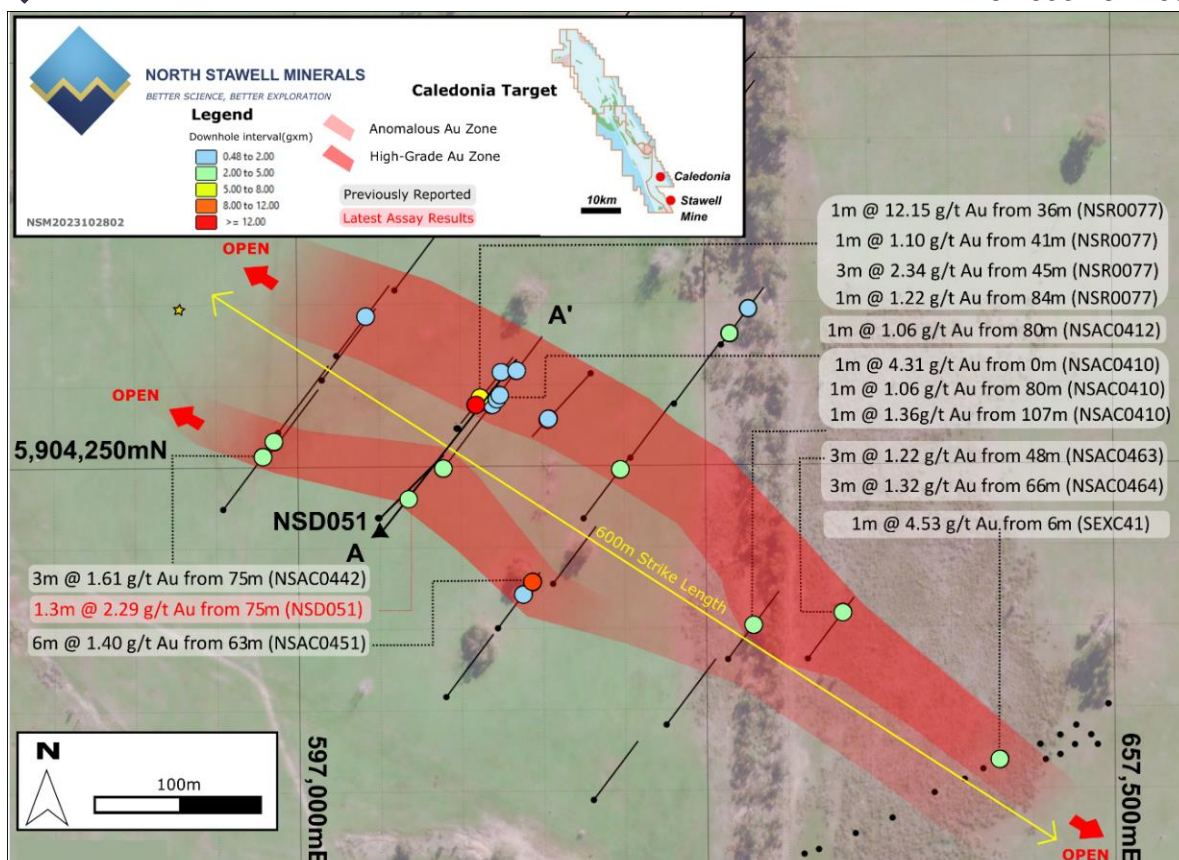 NORTH STAWELL MINERALS
BETTER SCIENCE, BETTER EXPLORATION
Caledonia Target
Legend
Downhole interval(gxm)
0.48 to 2.00
2.00 to 5.00
5.00 to 8.00
8.00 to 12.00
>= 12.00
Anomalous Au Zone
High-Grade Au Zone
Previously Reported
Latest Assay Results
NSM2023102802
10km
Caledonia
Stawell
Mine
OPEN
OPEN
A'
5,904,250mN
NSD051
A
600m Strike Length
1m @ 12.15 g/t Au from 36m (NSR0077)
1m @ 1.10 g/t Au from 41m (NSR0077)
3m @ 2.34 g/t Au from 45m (NSR0077)
1m @ 1.22 g/t Au from 84m (NSR0077)
1m @ 1.06 g/t Au from 80m (NSAC0412)
1m @ 4.31 g/t Au from 0m (NSAC0410)
1m @ 1.06 g/t Au from 80m (NSAC0410)
1m @ 1.36g/t Au from 107m (NSAC0410)
3m @ 1.22 g/t Au from 48m (NSAC0463)
3m @ 1.32 g/t Au from 66m (NSAC0464)
1m @ 4.53 g/t Au from 6m (SEXC41)
3m @ 1.61 g/t Au from 75m (NSAC0442)
1.3m @ 2.29 g/t Au from 75m (NSD051)
6m @ 1.40 g/t Au from 63m (NSAC0451)
N
100m
597,000mE
657,500mE
OPEN